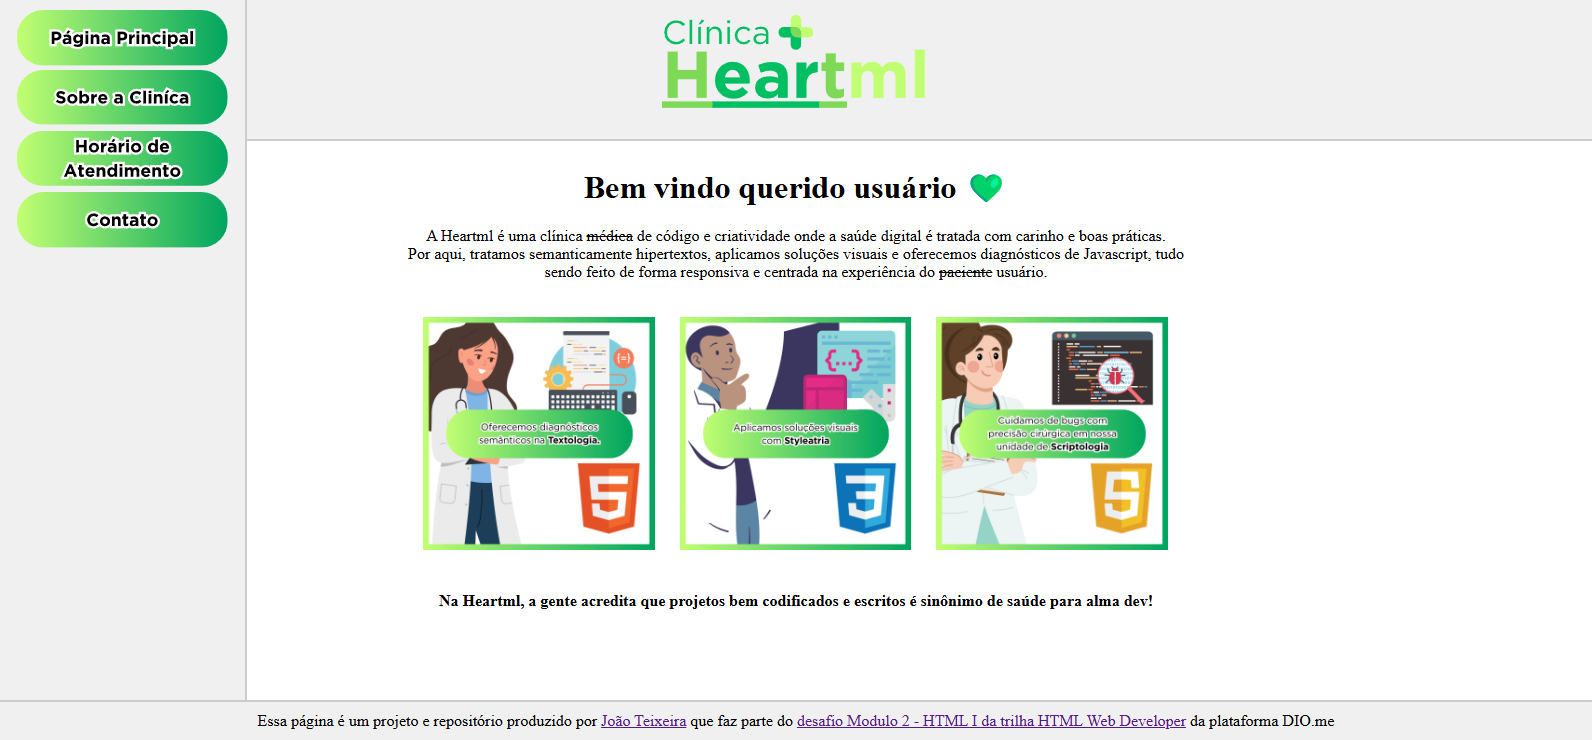 Página Principal
Sobre a Cliníca
Horário de
Atendimento
Contato
Clínica
Heartml
Bem vindo querido usuário
A Heartml é uma clínica médica de código e criatividade onde a saúde digital é tratada com carinho e boas práticas.
Por aqui, tratamos semanticamente hipertextos, aplicamos soluções visuais e oferecemos diagnósticos de Javascript, tudo
sendo feito de forma responsiva e centrada na experiência do paciente usuário.
{=}
Oferecemos diagnósticos
semânticos na Textologia.
5
{...}
Aplicamos soluções visuais
com Styleatria
3
Cuidamos de bugs com
precisão cirúrgica em nossa
unidade de Scriptologia
5
Na Heartml, a gente acredita que projetos bem codificados e escritos é sinônimo de saúde para alma dev!
Essa página é um projeto e repositório produzido por João Teixeira que faz parte do desafio Modulo 2 - HTML I da trilha HTML Web Developer da plataforma DIO.me